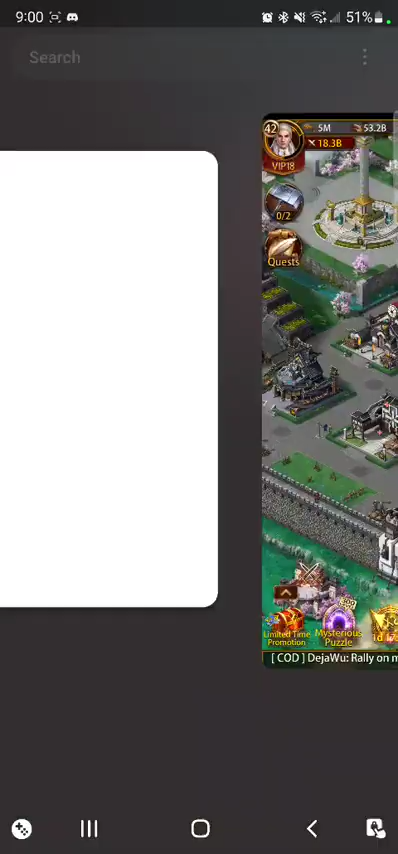 9:00
51%
Search
42
5M
53.2B
18.3B
VIP18
0/2
Quests
Limited Time
Promotion
Mysterious
Puzzle
[ COD ] DejaWu: Rally on